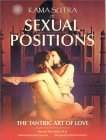 KAMA SUTRA
SEXUAL
POSITIONS
THE TANTRIC ART OF LOVE